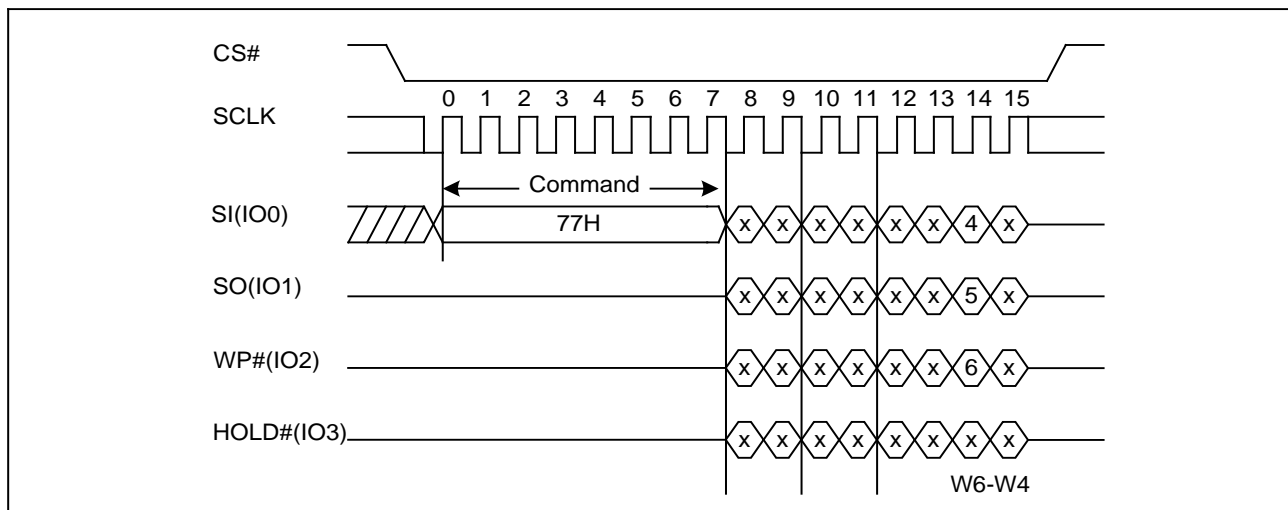 CS#
0 1 2 3 4 5 6 7 8 9 10 11 12 13 14 15
SCLK
Command
SI(IO0) 77H x x x x x x 4 x
SO(IO1) x x x x x x 5 x
WP#(IO2) x x x x x x 6 x
HOLD#(IO3) x x x x x x x x
W6-W4